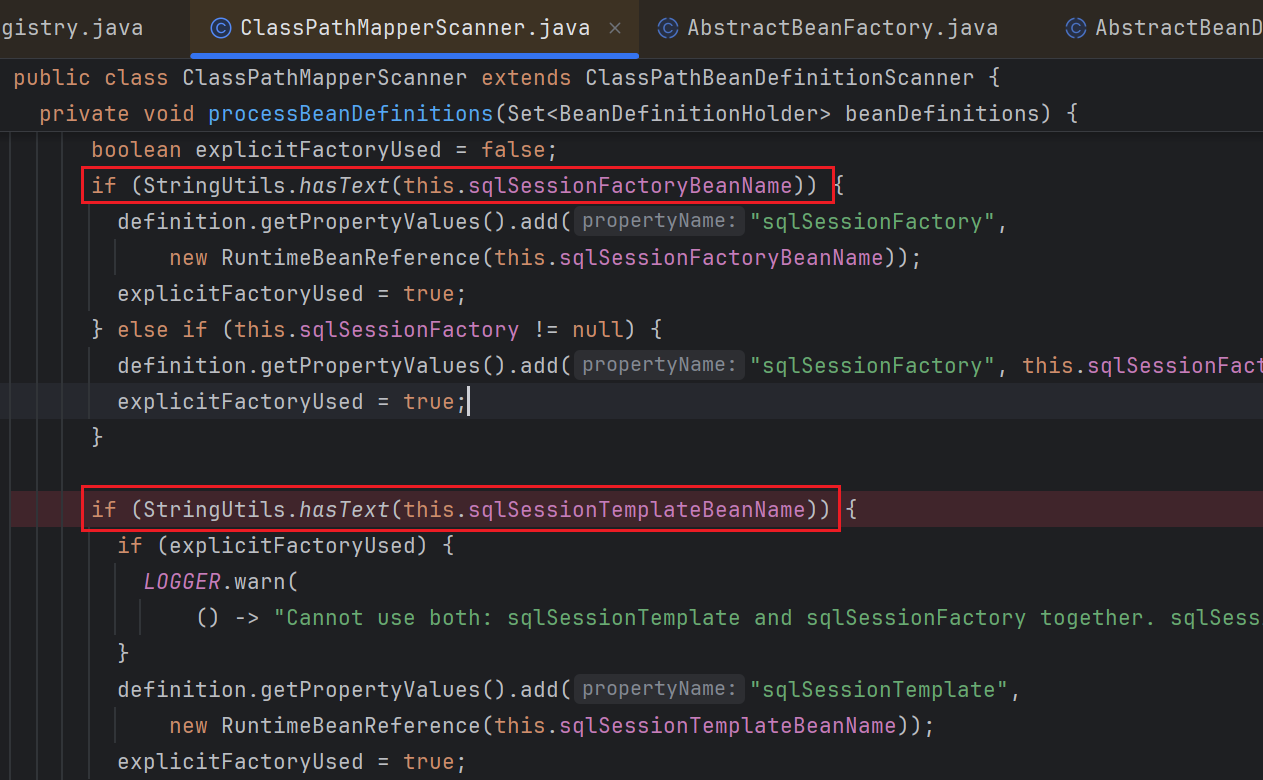 gistry.java ClassPathMapperScanner.java × AbstractBeanFactory.java AbstractBeanD
public class ClassPathMapperScanner extends ClassPathBeanDefinitionScanner {
private void processBeanDefinitions(Set<BeanDefinitionHolder> beanDefinitions) {
boolean explicitFactoryUsed = false;
if (StringUtils.hasText(this.sqlSessionFactoryBeanName)) {
definition.getPropertyValues().add( propertyName: "sqlSessionFactory",
new RuntimeBeanReference(this.sqlSessionFactoryBeanName));
explicitFactoryUsed = true;
} else if (this.sqlSessionFactory != null) {
definition.getPropertyValues().add( propertyName: "sqlSessionFactory", this.sqlSessionFact
explicitFactoryUsed = true;
}
if (StringUtils.hasText(this.sqlSessionTemplateBeanName)) {
if (explicitFactoryUsed) {
LOGGER.warn(
() -> "Cannot use both: sqlSessionTemplate and sqlSessionFactory together. sqlSess
}
definition.getPropertyValues().add( propertyName: "sqlSessionTemplate",
new RuntimeBeanReference(this.sqlSessionTemplateBeanName));
explicitFactoryUsed = true;